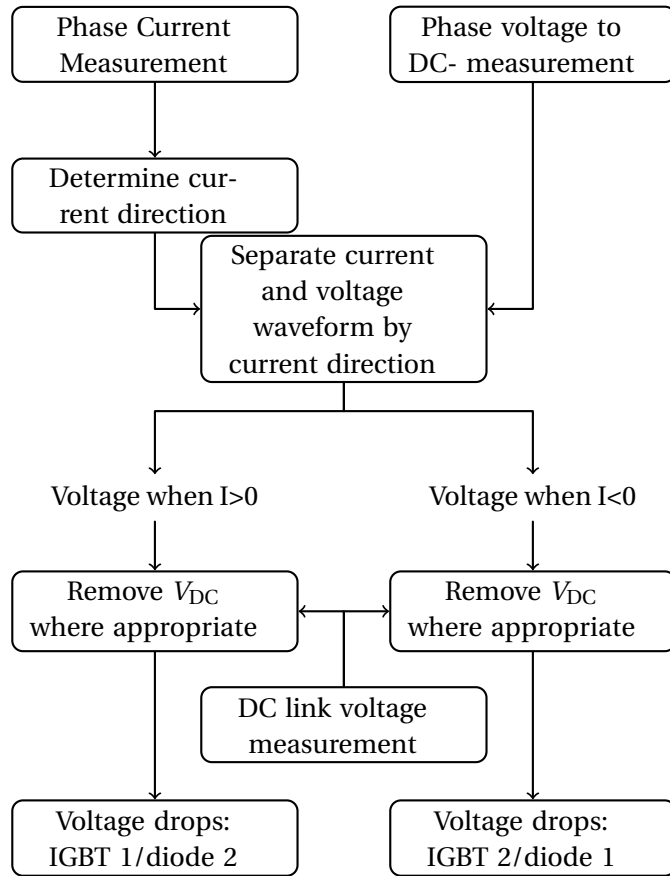 Phase Current
Measurement
Phase voltage to
DC- measurement
Determine cur-
rent direction
Separate current
and voltage
waveform by
current direction
Voltage when I>0
Voltage when I<0
Remove V_DC
where appropriate
Remove V_DC
where appropriate
DC link voltage
measurement
Voltage drops:
IGBT 1/diode 2
Voltage drops:
IGBT 2/diode 1